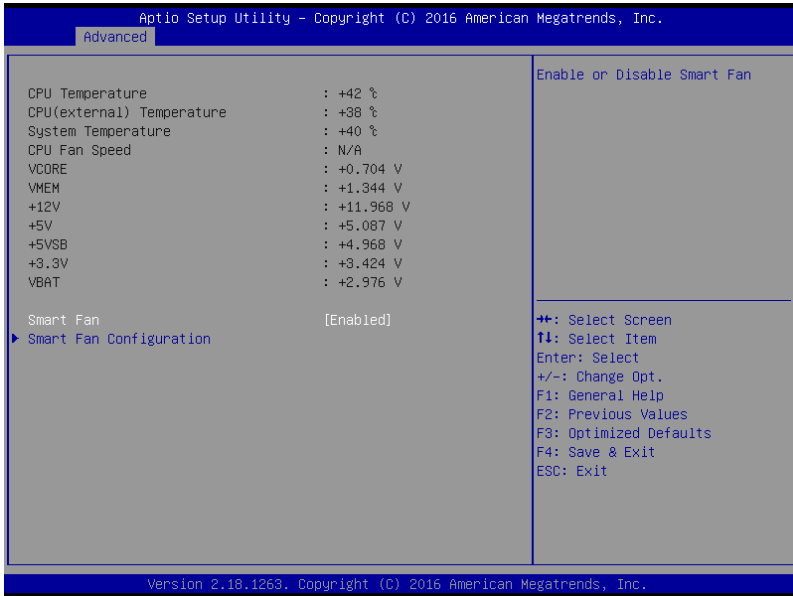 Aptio Setup Utility – Copyright (C) 2016 American Megatrends, Inc.
Advanced
CPU Temperature : +42 ℃
CPU(external) Temperature : +38 ℃
System Temperature : +40 ℃
CPU Fan Speed : N/A
VCORE : +0.704 V
VMEM : +1.344 V
+12V : +11.968 V
+5V : +5.087 V
+5VSB : +4.968 V
+3.3V : +3.424 V
VBAT : +2.976 V
Smart Fan [Enabled]
Smart Fan Configuration
Enable or Disable Smart Fan
→←: Select Screen
↑↓: Select Item
Enter: Select
+/-: Change Opt.
F1: General Help
F2: Previous Values
F3: Optimized Defaults
F4: Save & Exit
ESC: Exit
Version 2.18.1263. Copyright (C) 2016 American Megatrends, Inc.